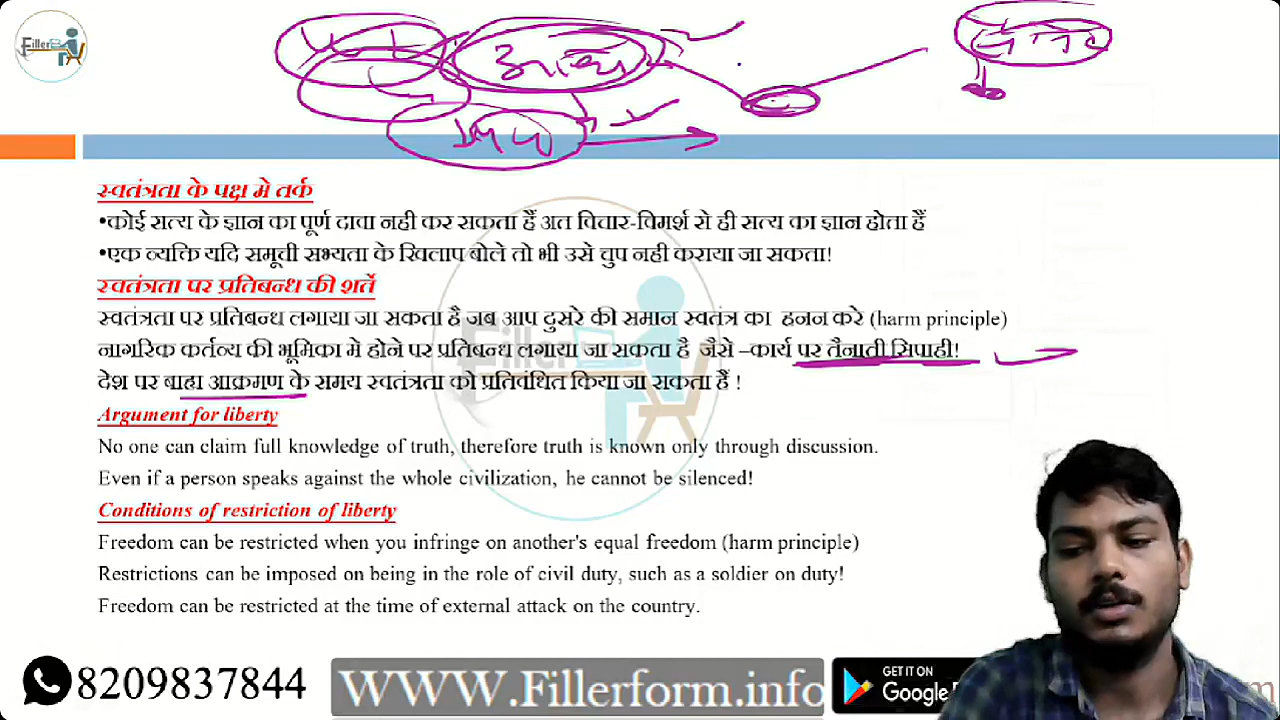 Filler
स्वतंत्रता के पक्ष मे तर्क
•कोई सत्य के ज्ञान का पूर्ण दावा नही कर सकता हैं अत विचार-विमर्श से ही सत्य का ज्ञान होता हैं
•एक व्यक्ति यदि समूची सभ्यता के खिलाप बोले तो भी उसे चुप नही कराया जा सकता!
स्वतंत्रता पर प्रतिबन्ध की शर्ते
स्वतंत्रता पर प्रतिबन्ध लगाया जा सकता है जब आप दुसरे की समान स्वतंत्र का हनन करे (harm principle)
नागरिक कर्तव्य की भूमिका मे होने पर प्रतिबन्ध लगाया जा सकता है जैसे –कार्य पर तैनाती सिपाही!
देश पर बाह्य आक्रमण के समय स्वतंत्रता को प्रतिबंधित किया जा सकता हैं !
Argument for liberty
No one can claim full knowledge of truth, therefore truth is known only through discussion.
Even if a person speaks against the whole civilization, he cannot be silenced!
Conditions of restriction of liberty
Freedom can be restricted when you infringe on another's equal freedom (harm principle)
Restrictions can be imposed on being in the role of civil duty, such as a soldier on duty!
Freedom can be restricted at the time of external attack on the country.
8209837844
WWW.Fillerform.info
GET IT ON
Google